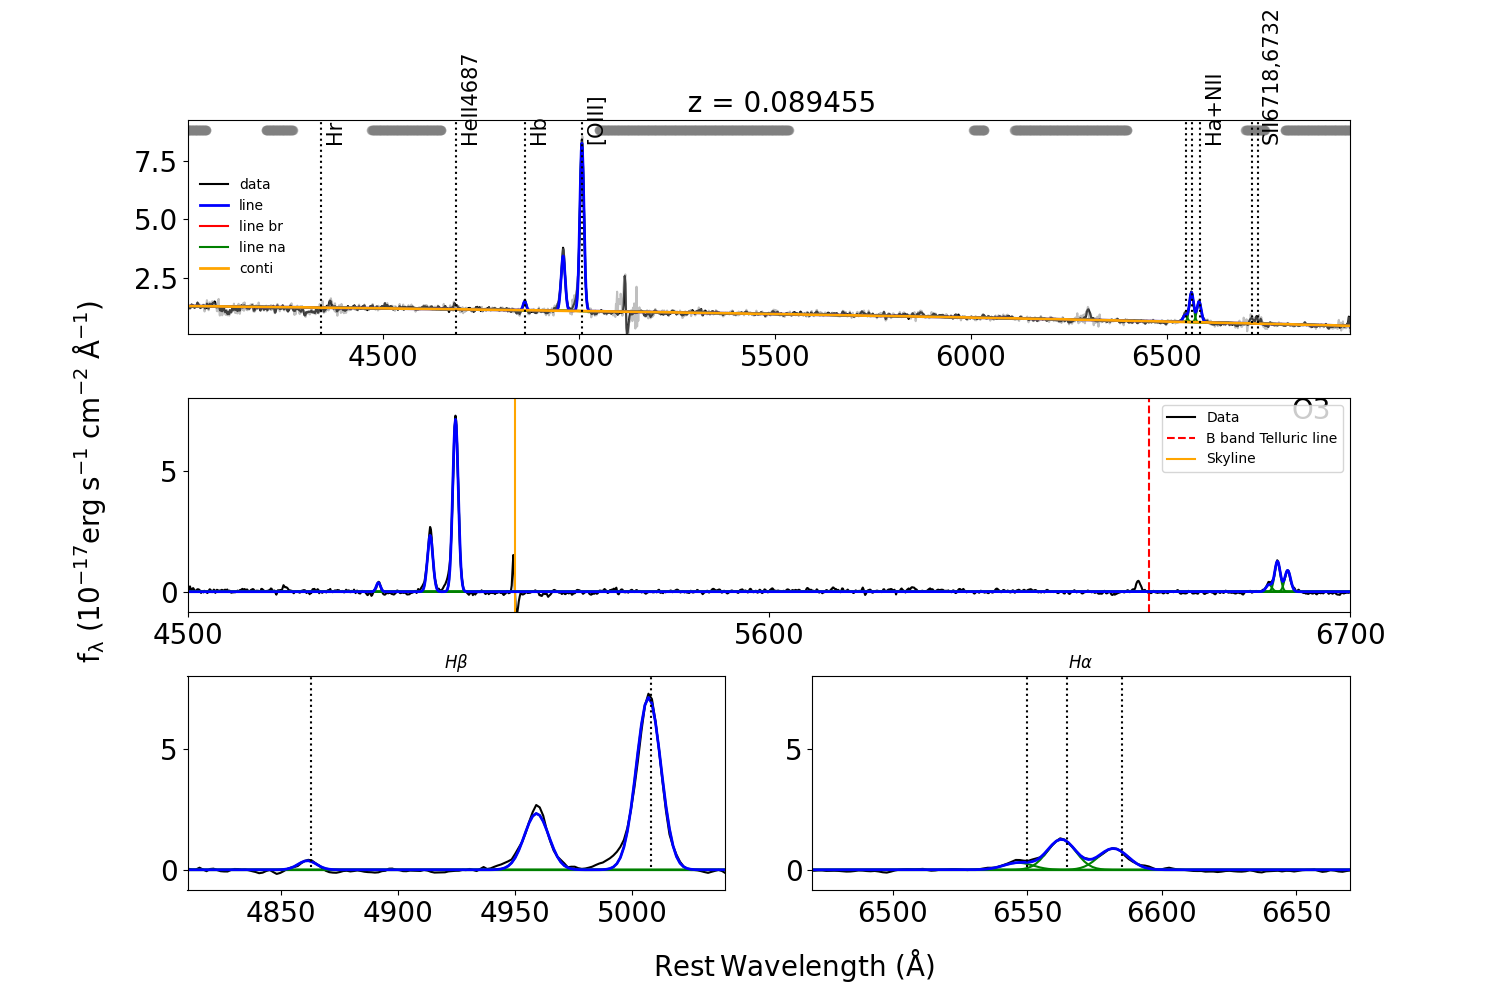 z = 0.089455
Hr
HeII4687
Hb
[OIII]
Ha+NII
SII6718,6732
7.5
5.0
2.5
data
line
line br
line na
conti
4500 5000 5500 6000 6500
fλ (10⁻¹⁷erg s⁻¹ cm⁻² Å⁻¹)
O3
5
0
Data
B band Telluric line
Skyline
4500 5600 6700
Hβ
5
0
4850 4900 4950 5000
Hα
5
0
6500 6550 6600 6650
Rest Wavelength (Å)